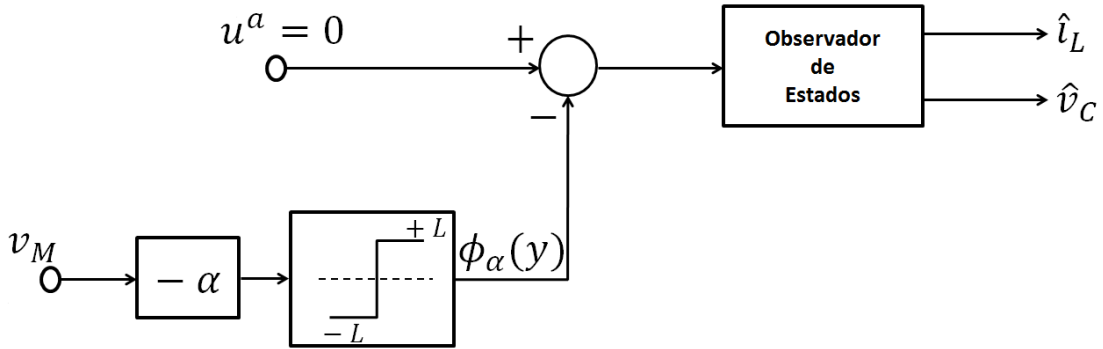 u^a = 0
+
−
Observador
de
Estados
î_L
v̂_C
v_M
− α
+ L
− L
ϕ_α(y)